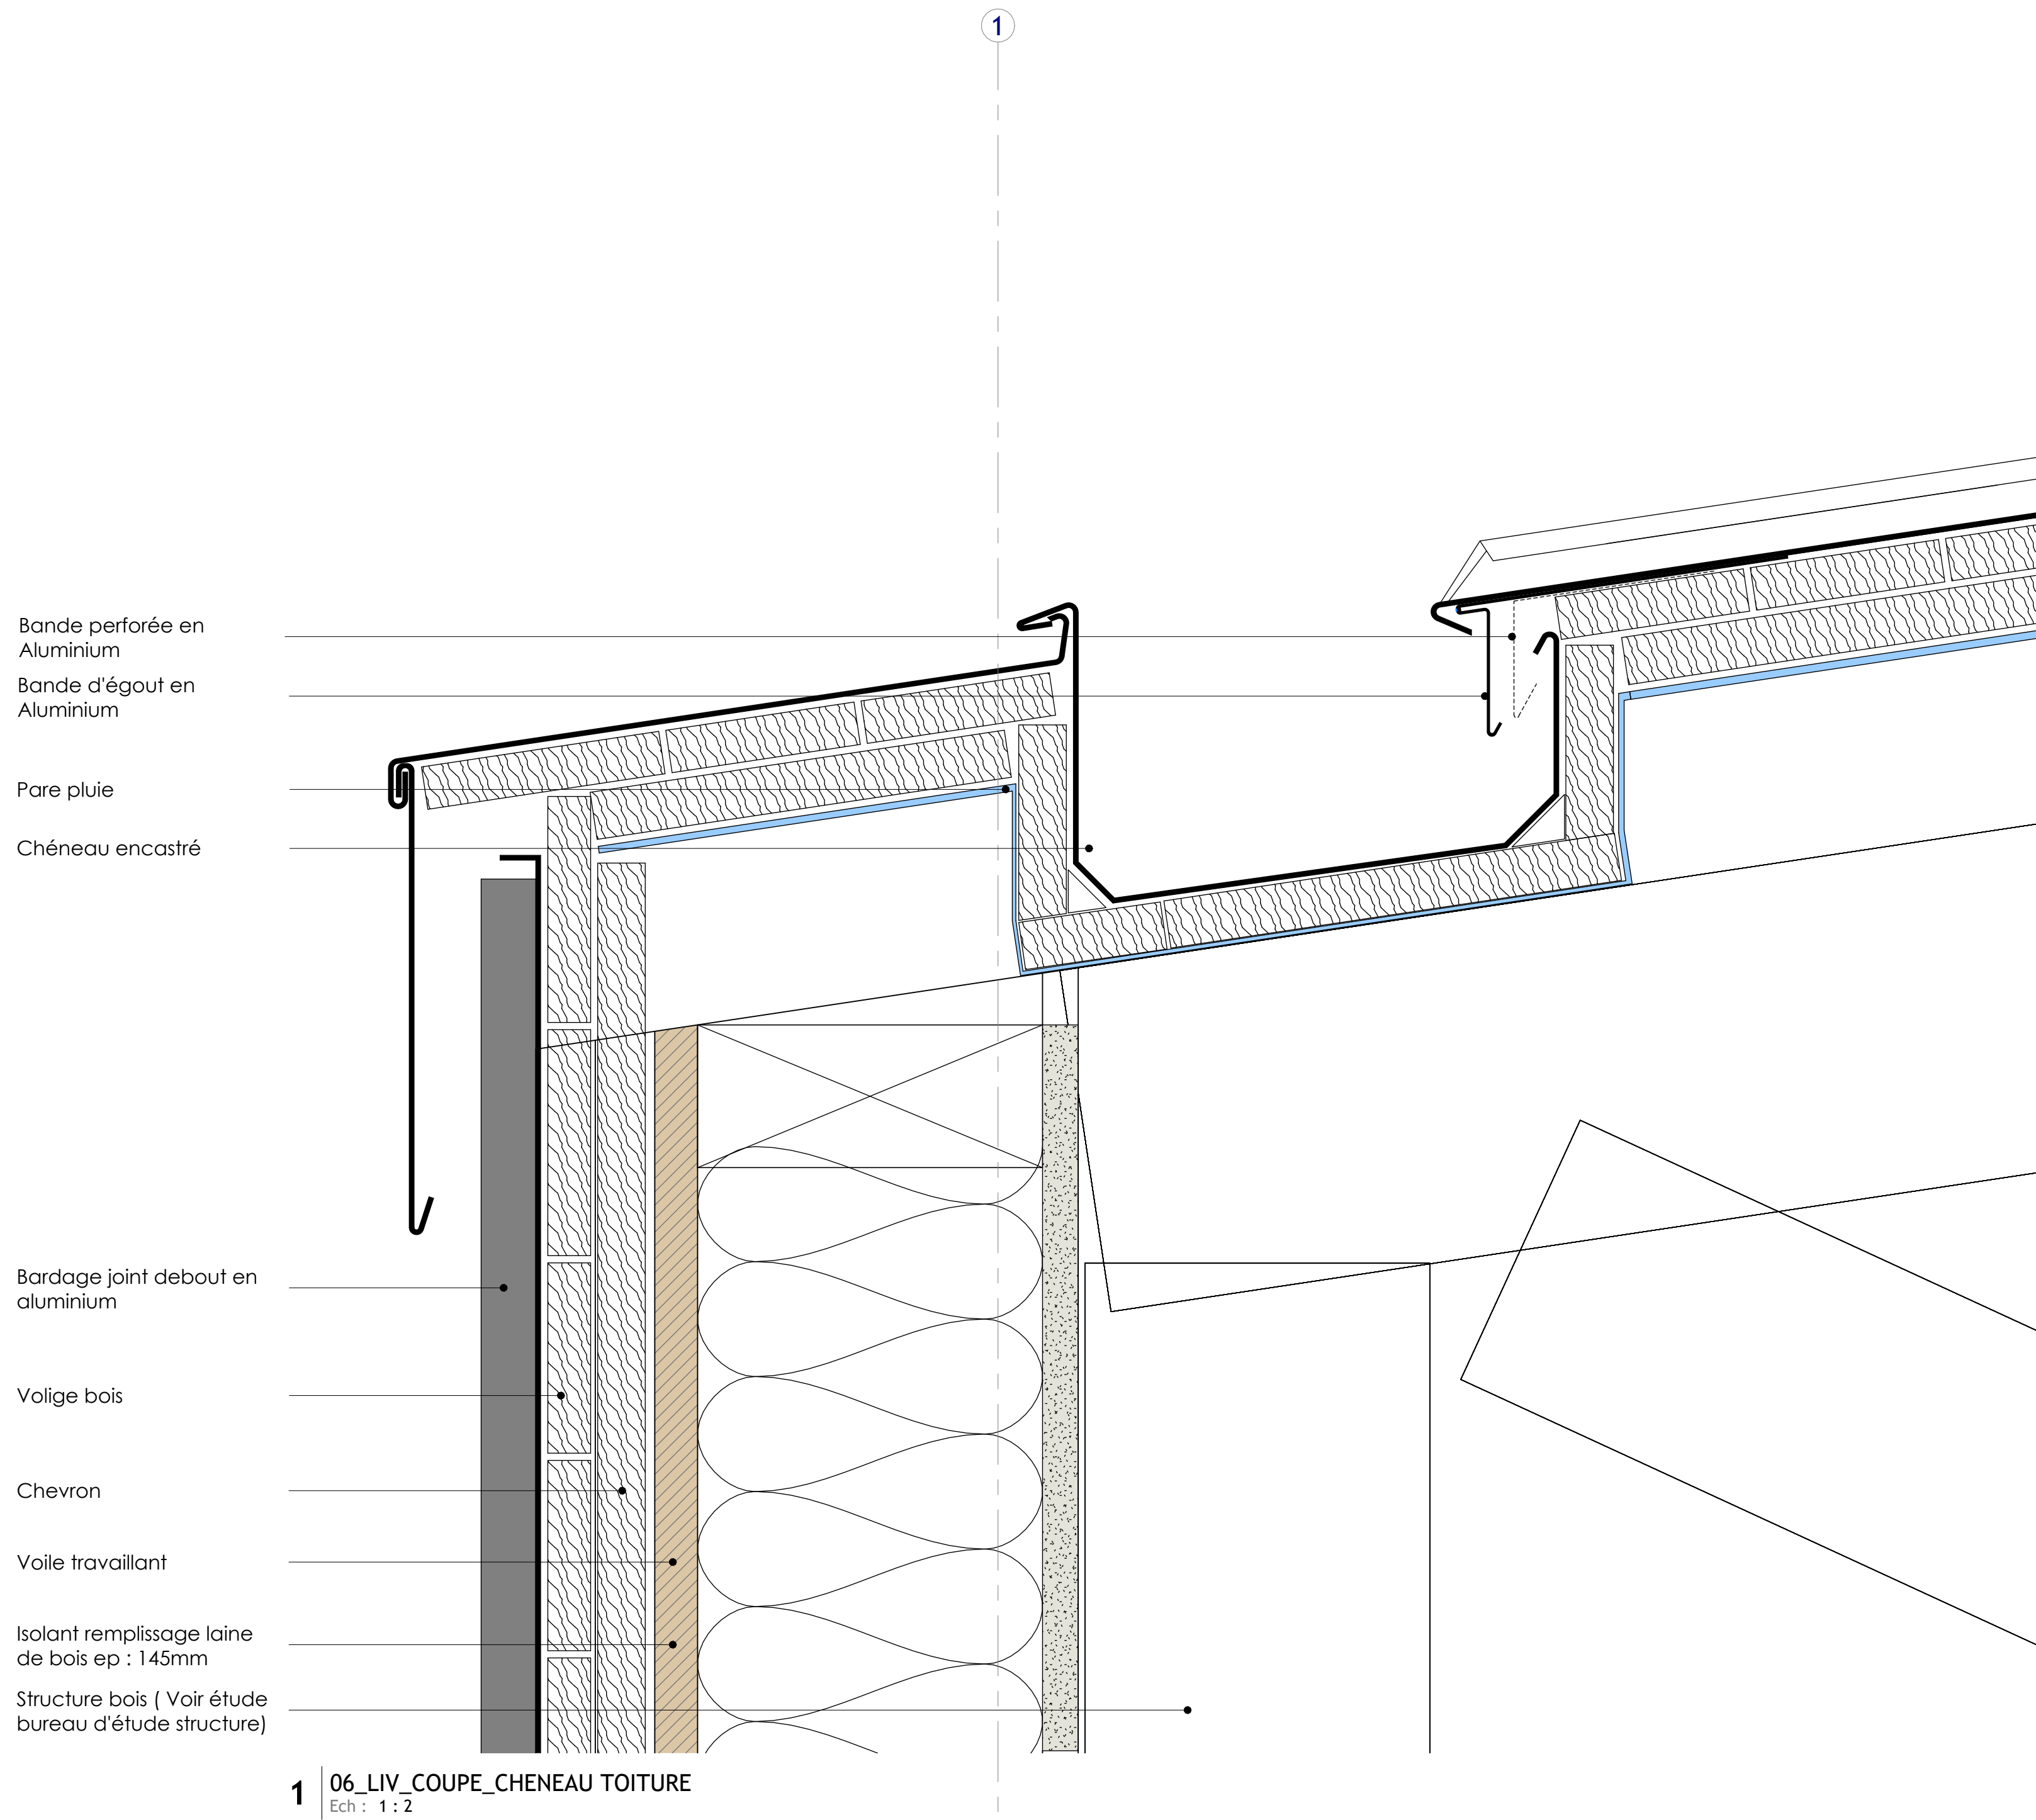 1
Bande perforée en
Aluminium
Bande d'égout en
Aluminium
Pare pluie
Chéneau encastré
Bardage joint debout en
aluminium
Volige bois
Chevron
Voile travaillant
Isolant remplissage laine
de bois ep : 145mm
Structure bois ( Voir étude
bureau d'étude structure)
1 06_LIV_COUPE_CHENEAU TOITURE
Ech : 1 : 2